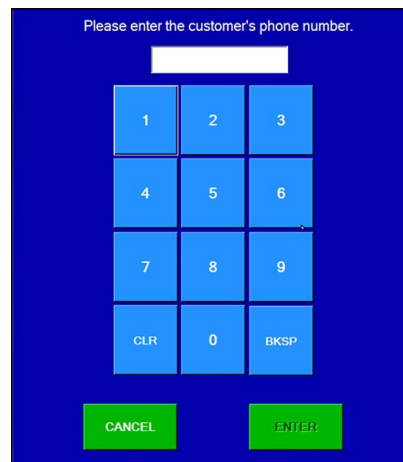 Please enter the customer's phone number.
1 2 3
4 5 6
7 8 9
CLR 0 BKSP
CANCEL ENTER